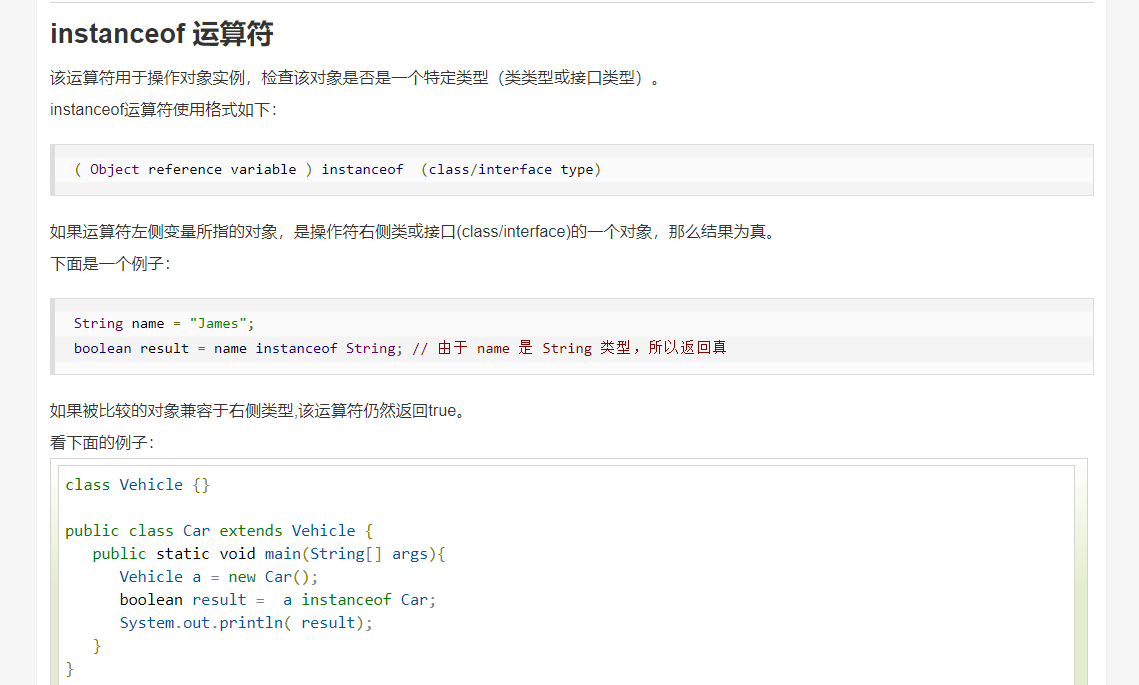 instanceof 运算符
该运算符用于操作对象实例，检查该对象是否是一个特定类型（类类型或接口类型）。
instanceof运算符使用格式如下：
( Object reference variable ) instanceof  (class/interface type)
如果运算符左侧变量所指的对象，是操作符右侧类或接口(class/interface)的一个对象，那么结果为真。
下面是一个例子：
String name = "James";
boolean result = name instanceof String; // 由于 name 是 String 类型，所以返回真
如果被比较的对象兼容于右侧类型,该运算符仍然返回true。
看下面的例子：
class Vehicle {}
public class Car extends Vehicle {
   public static void main(String[] args){
      Vehicle a = new Car();
      boolean result =  a instanceof Car;
      System.out.println( result);
   }
}